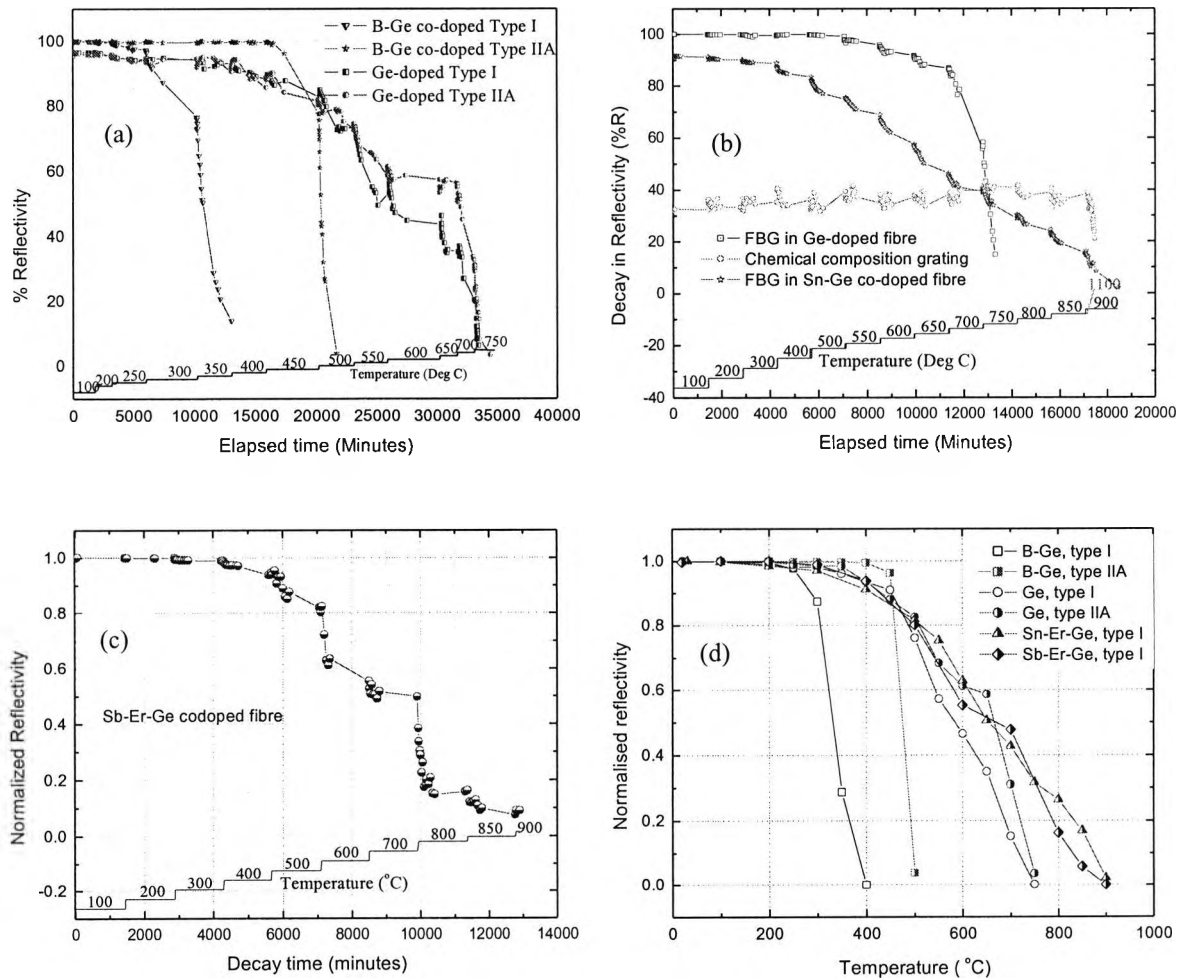 (a)
B-Ge co-doped Type I
B-Ge co-doped Type IIA
Ge-doped Type I
Ge-doped Type IIA
% Reflectivity
100
80
60
40
20
0
100 200 250 300 350 400 450 500 550 600 650 700 750
Temperature (Deg C)
0 5000 10000 15000 20000 25000 30000 35000 40000
Elapsed time (Minutes)
(b)
Decay in Reflectivity (%R)
100
80
60
40
20
0
-20
-40
FBG in Ge-doped fibre
Chemical composition grating
FBG in Sn-Ge co-doped fibre
100 200 300 400 500 550 600 650 700 750 800 850 900 1100
Temperature (Deg C)
0 2000 4000 6000 8000 10000 12000 14000 16000 18000 20000
Elapsed time (Minutes)
(c)
Normalized Reflectivity
1.0
0.8
0.6
0.4
0.2
0.0
-0.2
Sb-Er-Ge codoped fibre
100 200 300 400 500 600 700 800 850 900
Temperature (°C)
0 2000 4000 6000 8000 10000 12000 14000
Decay time (minutes)
(d)
B-Ge, type I
B-Ge, type IIA
Ge, type I
Ge, type IIA
Sn-Er-Ge, type I
Sb-Er-Ge, type I
Normalised reflectivity
1.0
0.8
0.6
0.4
0.2
0.0
0 200 400 600 800 1000
Temperature ( °C)